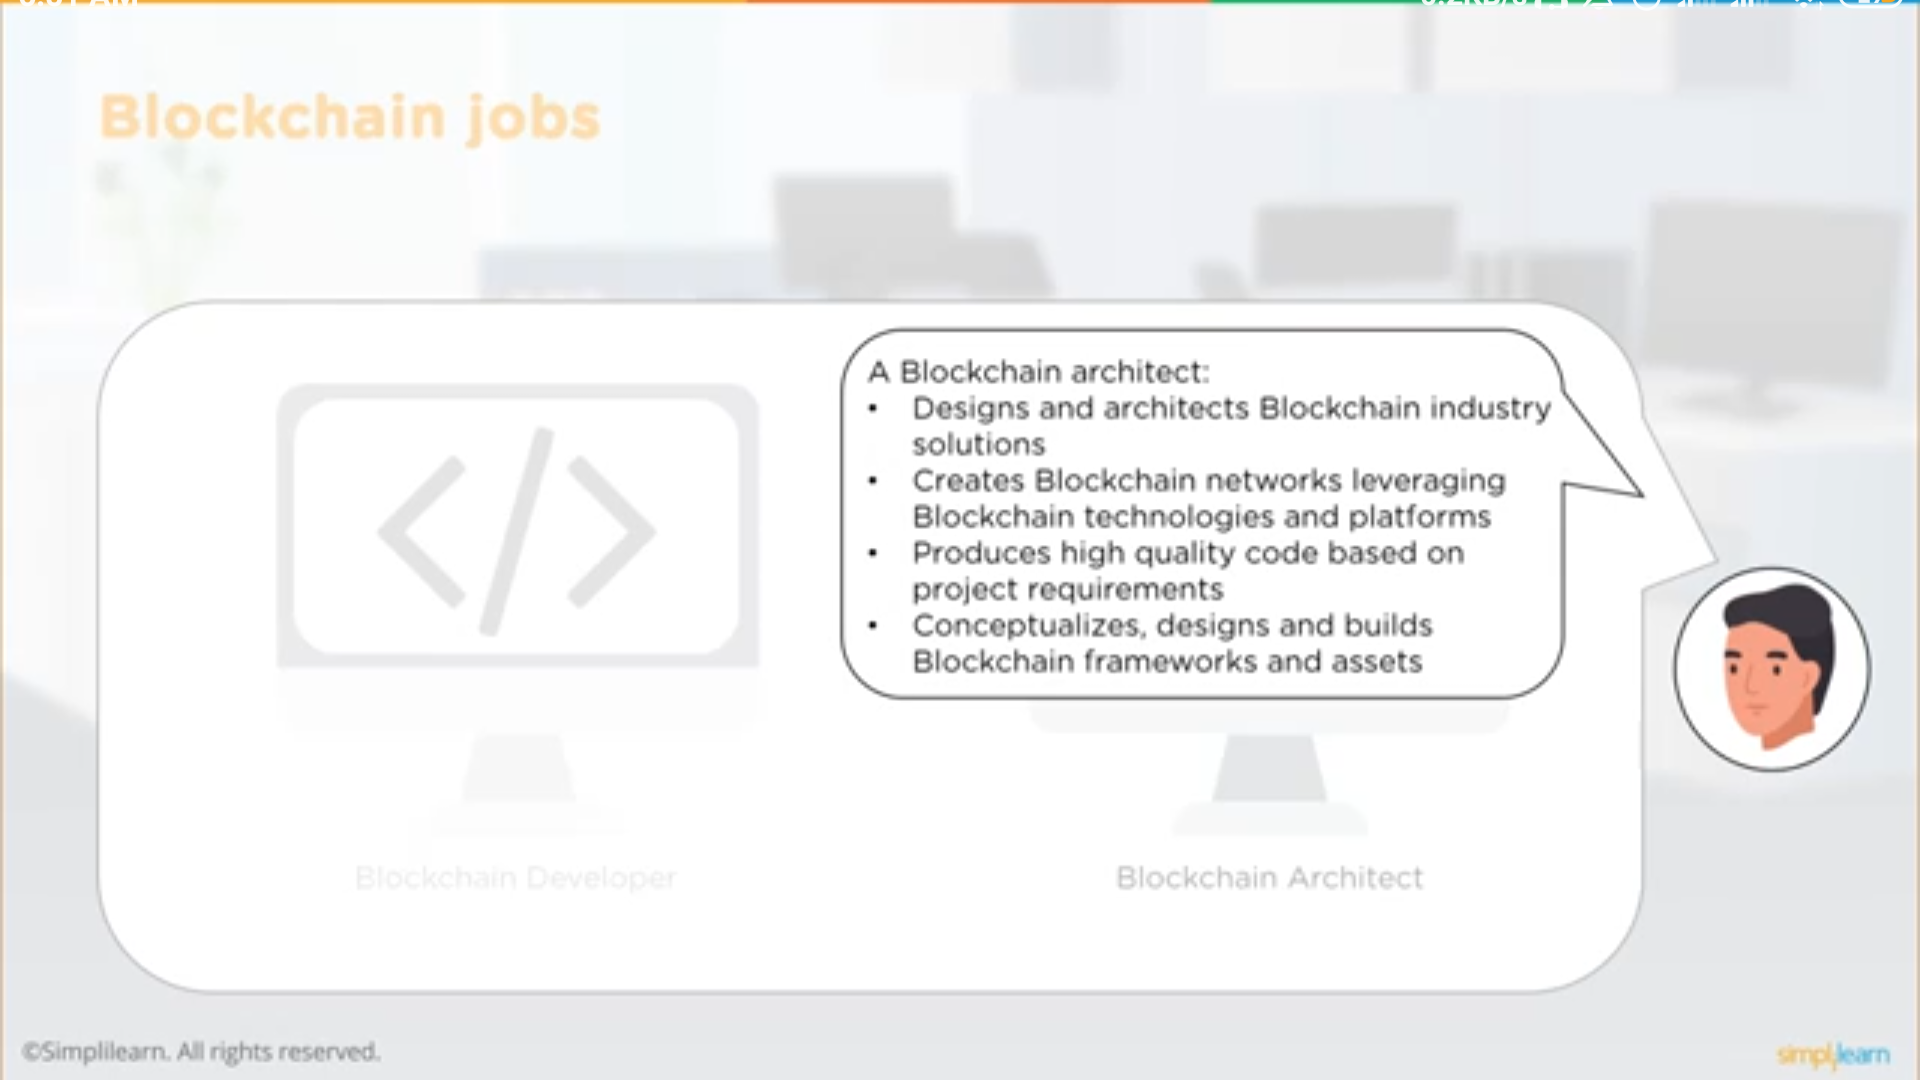 Blockchain jobs
A Blockchain architect:
• Designs and architects Blockchain industry
solutions
• Creates Blockchain networks leveraging
Blockchain technologies and platforms
• Produces high quality code based on
project requirements
• Conceptualizes, designs and builds
Blockchain frameworks and assets
Blockchain Developer
Blockchain Architect
©Simplilearn. All rights reserved.
simplilearn